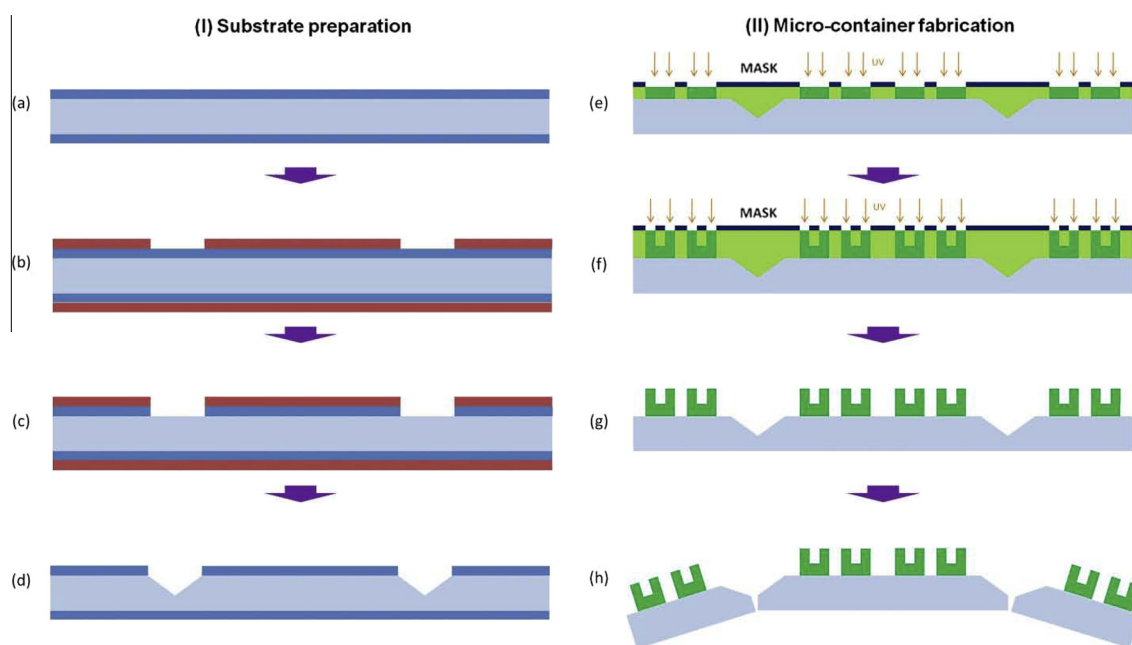 (I) Substrate preparation
(a)
(b)
(c)
(d)
(II) Micro-container fabrication
MASK
UV
(e)
MASK
UV
(f)
(g)
(h)